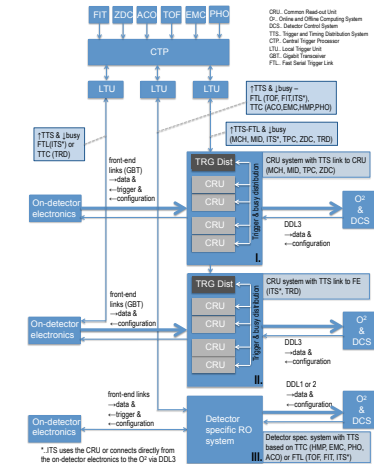 FIT ZDC ACO TOF EMC PHO
CRU.. Common Read-out Unit
O².. Online and Offline Computing System
DCS.. Detector Control System
TTS.. Trigger and Timing Distribution System
CTP.. Central Trigger Processor
LTU.. Local Trigger Unit
GBT.. Gigabit Transceiver
FTL.. Fast Serial Trigger Link
CTP
LTU LTU LTU
↑TTS & ↓busy –
FTL (TOF, FIT,ITS*),
TTC (ACO,EMC,HMP,PHO)
↑TTS & ↓busy
FTL(ITS*) or
TTC (TRD)
↑TTS-FTL & ↓busy
(MCH, MID, ITS*, TPC, ZDC, TRD)
front-end
links (GBT)
→data &
←trigger &
←configuration
TRG Dist
CRU
CRU
CRU
CRU
Trigger & busy distribution
I.
CRU system with TTS link to CRU
(MCH, MID, TPC, ZDC)
On-detector
electronics
O²
&
DCS
DDL3
→data &
←configuration
front-end
links (GBT)
→data &
←configuration
TRG Dist
CRU
CRU
CRU
CRU
Trigger & busy distribution
II.
CRU system with TTS link to FE
(ITS*, TRD)
On-detector
electronics
O²
&
DCS
DDL3
→data &
←configuration
front-end links
→data &
←trigger &
←configuration
DDL1 or 2
→data &
←configuration
On-detector
electronics
Detector
specific RO
system
III.
O²
&
DCS
Detector spec. system with TTS
based on TTC (HMP, EMC, PHO,
ACO) or FTL (TOF, FIT, ITS*)
*..ITS uses the CRU or connects directly from
the on-detector electronics to the O² via DDL3